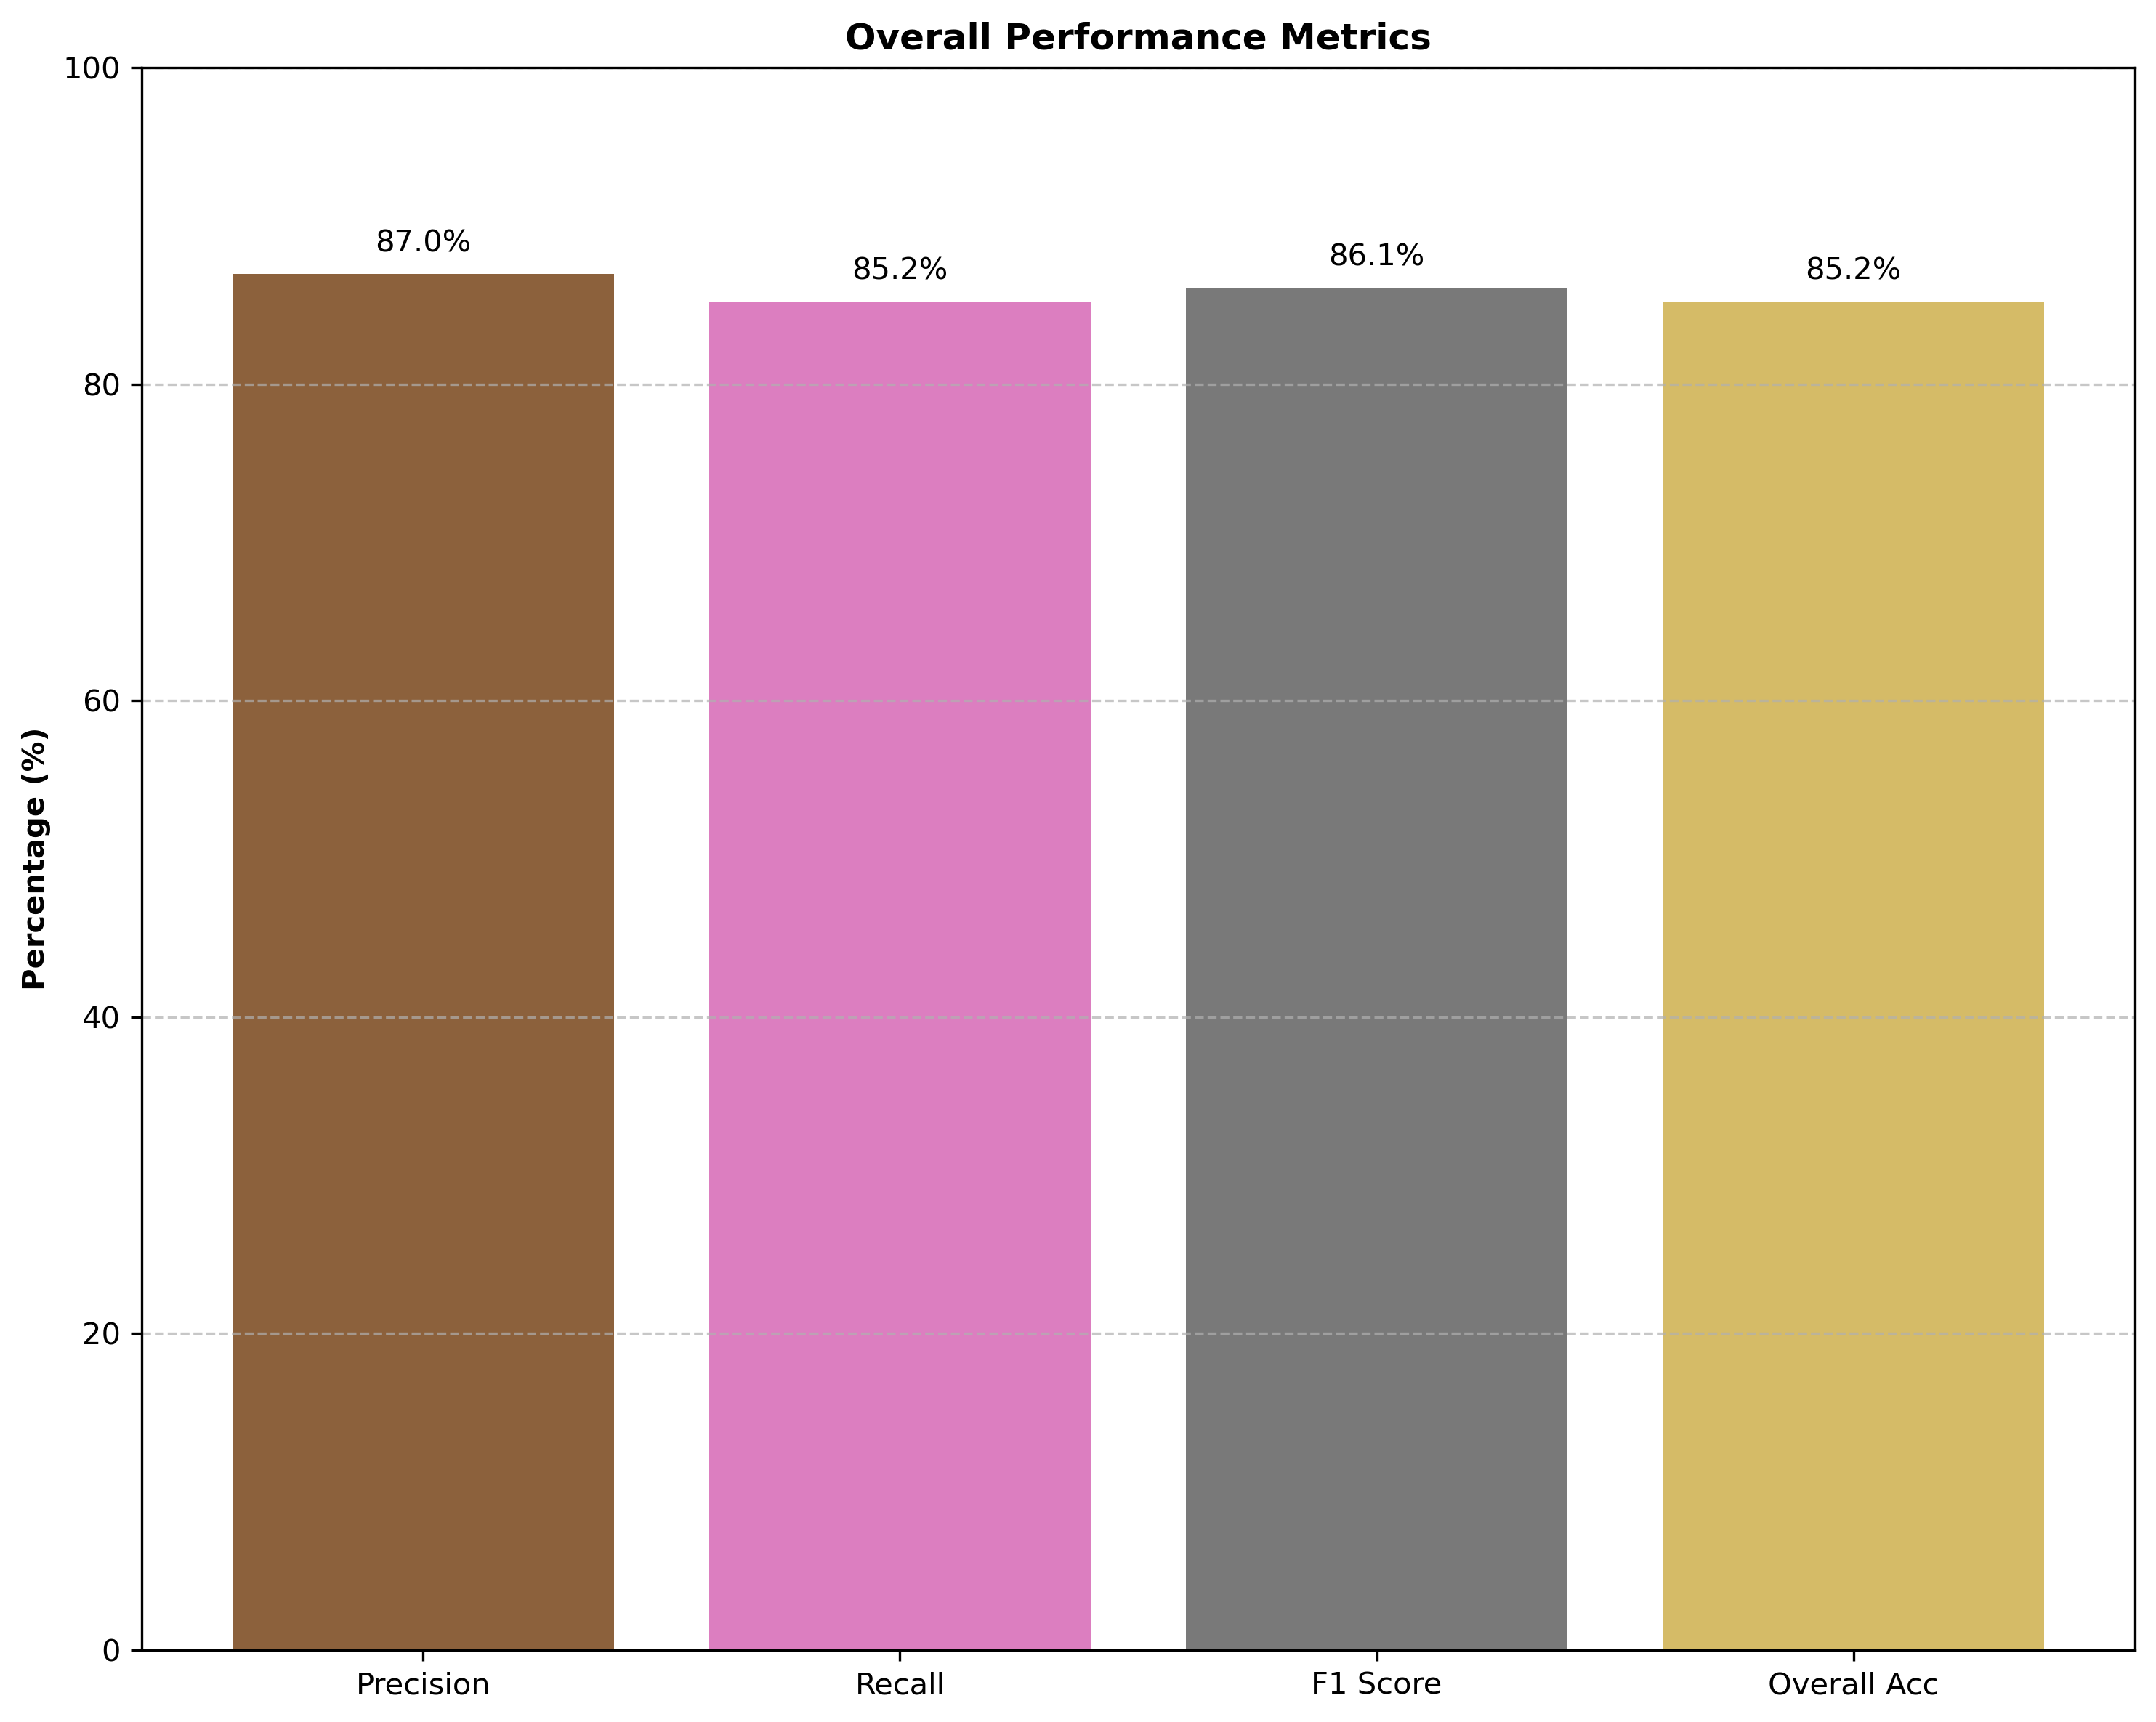 Overall Performance Metrics
100
80
60
40
20
0
Percentage (%)
87.0%
85.2%
86.1%
85.2%
Precision
Recall
F1 Score
Overall Acc